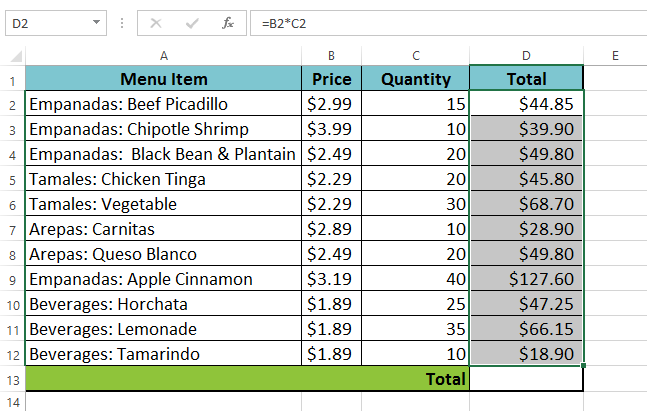 D2 fx =B2*C2
A B C D E
1 Menu Item Price Quantity Total
2 Empanadas: Beef Picadillo $2.99 15 $44.85
3 Empanadas: Chipotle Shrimp $3.99 10 $39.90
4 Empanadas:  Black Bean & Plantain $2.49 20 $49.80
5 Tamales: Chicken Tinga $2.29 20 $45.80
6 Tamales: Vegetable $2.29 30 $68.70
7 Arepas: Carnitas $2.89 10 $28.90
8 Arepas: Queso Blanco $2.49 20 $49.80
9 Empanadas: Apple Cinnamon $3.19 40 $127.60
10 Beverages: Horchata $1.89 25 $47.25
11 Beverages: Lemonade $1.89 35 $66.15
12 Beverages: Tamarindo $1.89 10 $18.90
13 Total
14